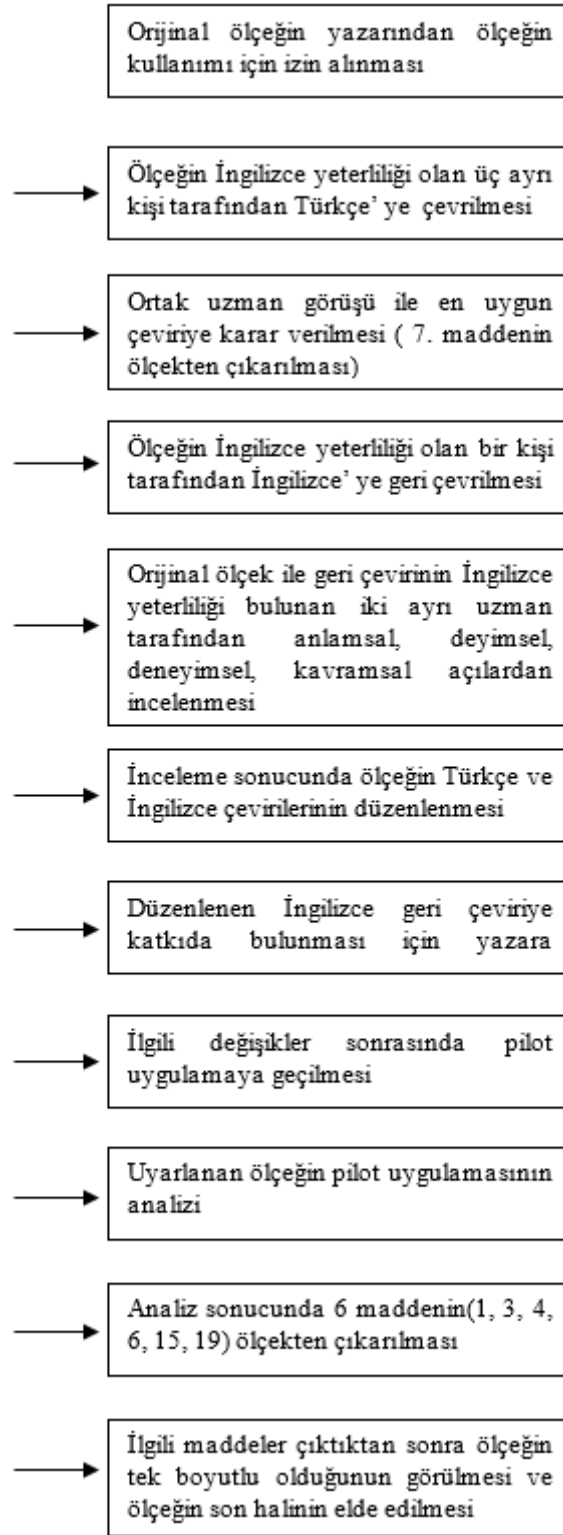 Orijinal ölçeğin yazarından ölçeğin
kullanımı için izin alınması
Ölçeğin İngilizce yeterliliği olan üç ayrı
kişi tarafından Türkçe’ ye çevrilmesi
Ortak uzman görüşü ile en uygun
çeviriye karar verilmesi ( 7. maddenin
ölçekten çıkarılması)
Ölçeğin İngilizce yeterliliği olan bir kişi
tarafından İngilizce’ ye geri çevrilmesi
Orijinal ölçek ile geri çevirinin İngilizce
yeterliliği bulunan iki ayrı uzman
tarafından anlamsal, deyimsel,
deneyimsel, kavramsal açılardan
incelenmesi
İnceleme sonucunda ölçeğin Türkçe ve
İngilizce çevirilerinin düzenlenmesi
Düzenlenen İngilizce geri çeviriye
katkıda bulunması için yazara
İlgili değişikler sonrasında pilot
uygulamaya geçilmesi
Uyarlanan ölçeğin pilot uygulamasının
analizi
Analiz sonucunda 6 maddenin(1, 3, 4,
6, 15, 19) ölçekten çıkarılması
İlgili maddeler çıktıktan sonra ölçeğin
tek boyutlu olduğunun görülmesi ve
ölçeğin son halinin elde edilmesi